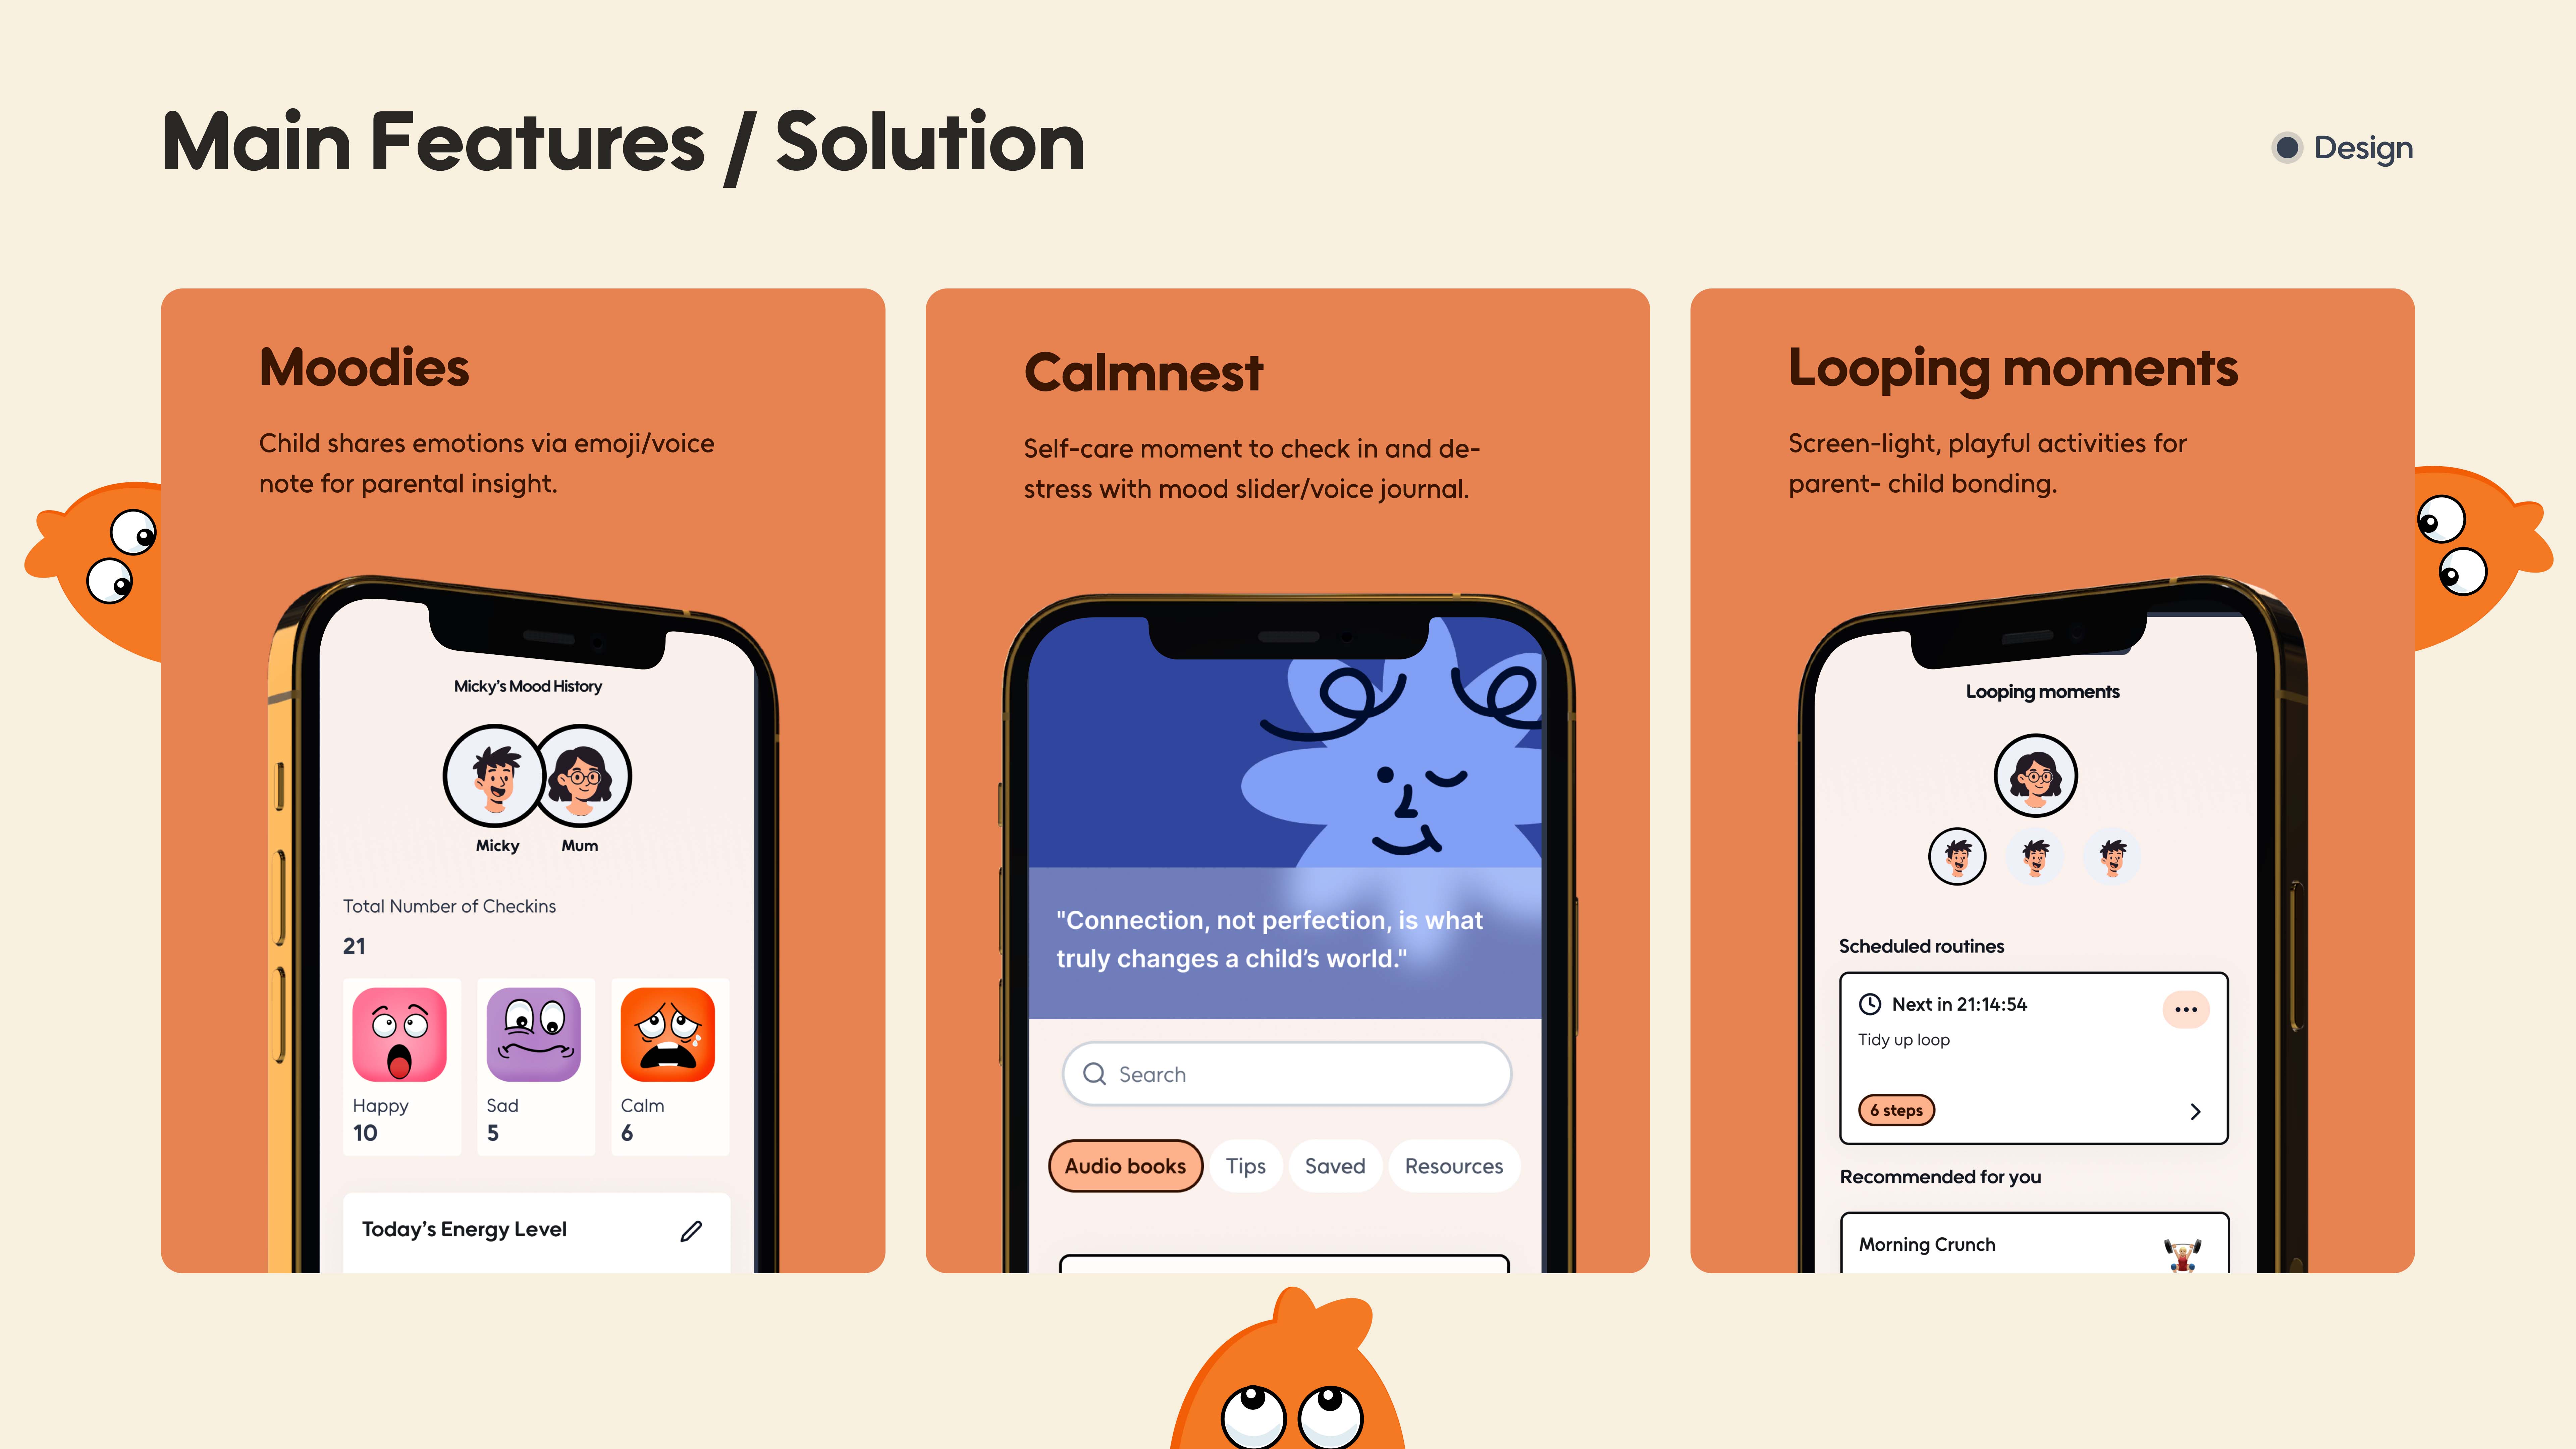 Main Features / Solution
Design
Moodies
Child shares emotions via emoji/voice
note for parental insight.
Micky's Mood History
Micky
Mum
Total Number of Checkins
21
Happy
10
Sad
5
Calm
6
Today's Energy Level
Calmnest
Self-care moment to check in and de-
stress with mood slider/voice journal.
"Connection, not perfection, is what
truly changes a child's world."
Search
Audio books
Tips
Saved
Resources
Looping moments
Screen-light, playful activities for
parent- child bonding.
Looping moments
Scheduled routines
Next in 21:14:54
Tidy up loop
6 steps
Recommended for you
Morning Crunch